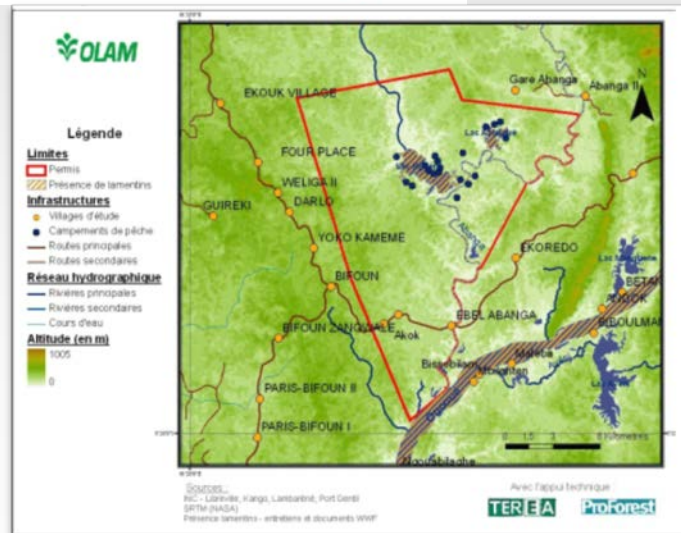 OLAM
Légende
Limites
Permis
Présence de lamentins
Infrastructures
Villages d'étude
Campements de pêche
Routes principales
Routes secondaires
Réseau hydrographique
Rivières principales
Rivières secondaires
Cours d'eau
Altitude (en m)
1005
0
N
Gare Abanga
Abanga II
EKOUK VILLAGE
FOUR PLACE
WELIGA II
DARLO
GUIREKI
YOKO KAMEME
Abanga
EKOREDO
BIFOUN
EBEL ABANGA
Akok
PARIS-BIFOUN II
PARIS-BIFOUN I
Sources :
INC - Libreville, Kango, Lambaréné, Port Gentil
SRTM (NASA)
Présence lamentins - entretiens et documents WWF
Avec l'appui technique
TEREA
ProForest